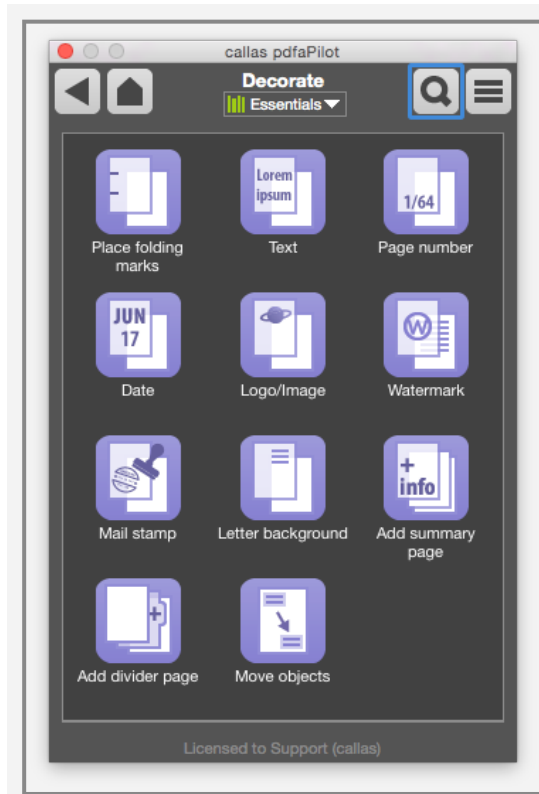 callas pdfaPilot
Decorate
Essentials
Lorem
ipsum
1/64
Place folding
marks
Text
Page number
JUN
17
W
Date
Logo/Image
Watermark
+
info
Mail stamp
Letter background
Add summary
page
+
Add divider page
Move objects
Licensed to Support (callas)